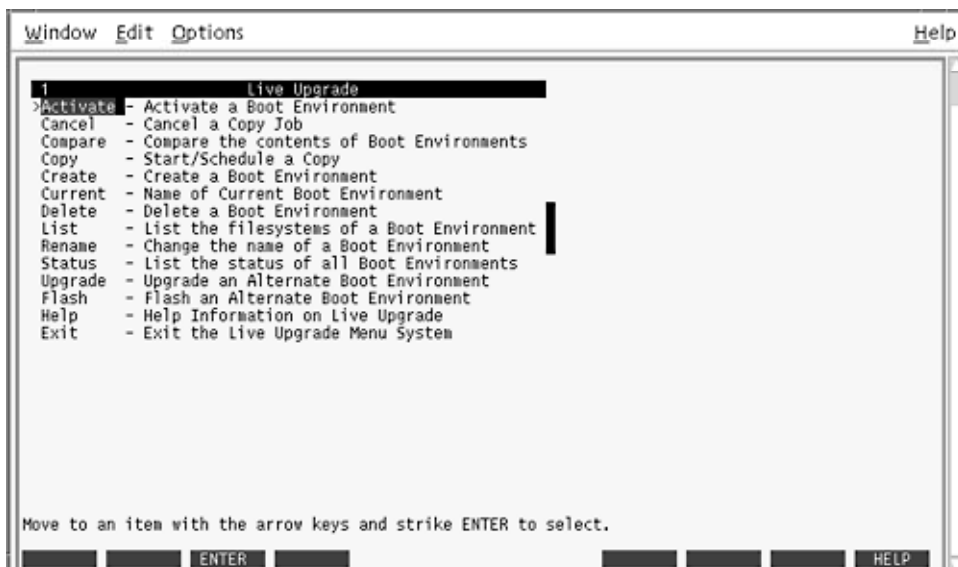 Window Edit Options Help
1 Live Upgrade
>Activate - Activate a Boot Environment
Cancel - Cancel a Copy Job
Compare - Compare the contents of Boot Environments
Copy - Start/Schedule a Copy
Create - Create a Boot Environment
Current - Name of Current Boot Environment
Delete - Delete a Boot Environment
List - List the filesystems of a Boot Environment
Rename - Change the name of a Boot Environment
Status - List the status of all Boot Environments
Upgrade - Upgrade an Alternate Boot Environment
Flash - Flash an Alternate Boot Environment
Help - Help Information on Live Upgrade
Exit - Exit the Live Upgrade Menu System
Move to an item with the arrow keys and strike ENTER to select.
ENTER HELP